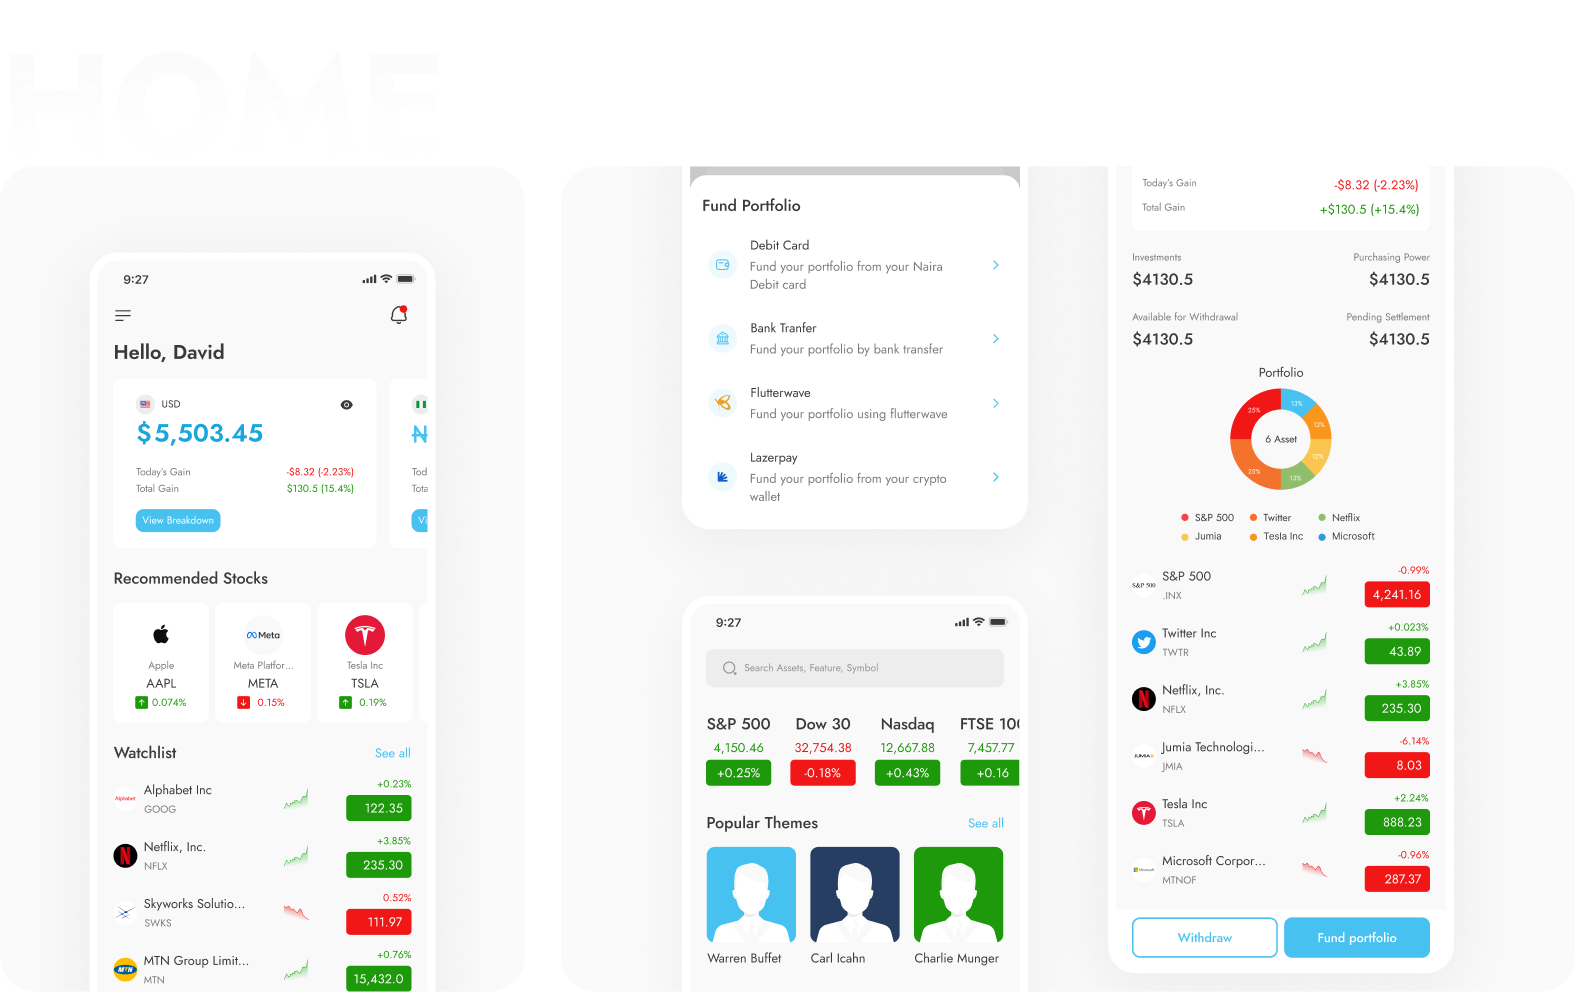 HOME
9:27
Hello, David
USD
$5,503.45
Today's Gain -$8.32 (-2.23%)
Total Gain $130.5 (15.4%)
View Breakdown
₦
Tod
Tota
Vi
Recommended Stocks
Apple
AAPL
0.074%
Meta
Meta Platfor...
META
0.15%
Tesla Inc
TSLA
0.19%
Watchlist See all
Alphabet
Alphabet Inc
GOOG
+0.23%
122.35
Netflix, Inc.
NFLX
+3.85%
235.30
Skyworks Solutio...
SWKS
0.52%
111.97
MTN
MTN Group Limit...
MTN
+0.76%
15,432.0
Fund Portfolio
Debit Card
Fund your portfolio from your Naira
Debit card
Bank Tranfer
Fund your portfolio by bank transfer
Flutterwave
Fund your portfolio using flutterwave
Lazerpay
Fund your portfolio from your crypto
wallet
9:27
Search Assets, Feature, Symbol
S&P 500 Dow 30 Nasdaq FTSE 100
4,150.46 32,754.38 12,667.88 7,457.77
+0.25% -0.18% +0.43% +0.16
Popular Themes See all
Warren Buffet Carl Icahn Charlie Munger
Today's Gain -$8.32 (-2.23%)
Total Gain +$130.5 (+15.4%)
Investments Purchasing Power
$4130.5 $4130.5
Available for Withdrawal Pending Settlement
$4130.5 $4130.5
Portfolio
25% 13%
12%
6 Asset
12%
25% 13%
S&P 500 Twitter Netflix
Jumia Tesla Inc Microsoft
S&P 500
S&P 500
.INX
-0.99%
4,241.16
Twitter Inc
TWTR
+0.023%
43.89
Netflix, Inc.
NFLX
+3.85%
235.30
JUMIA
Jumia Technologi...
JMIA
-6.14%
8.03
Tesla Inc
TSLA
+2.24%
888.23
Microsoft
Microsoft Corpor...
MTNOF
-0.96%
287.37
Withdraw Fund portfolio